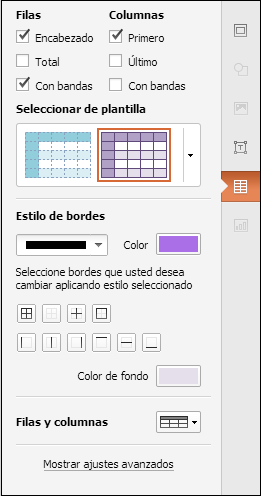 Filas Columnas
Encabezado Primero
Total Último
Con bandas Con bandas
Seleccionar de plantilla
Estilo de bordes
Color
Seleccione bordes que usted desea
cambiar aplicando estilo seleccionado
Color de fondo
Filas y columnas
Mostrar ajustes avanzados